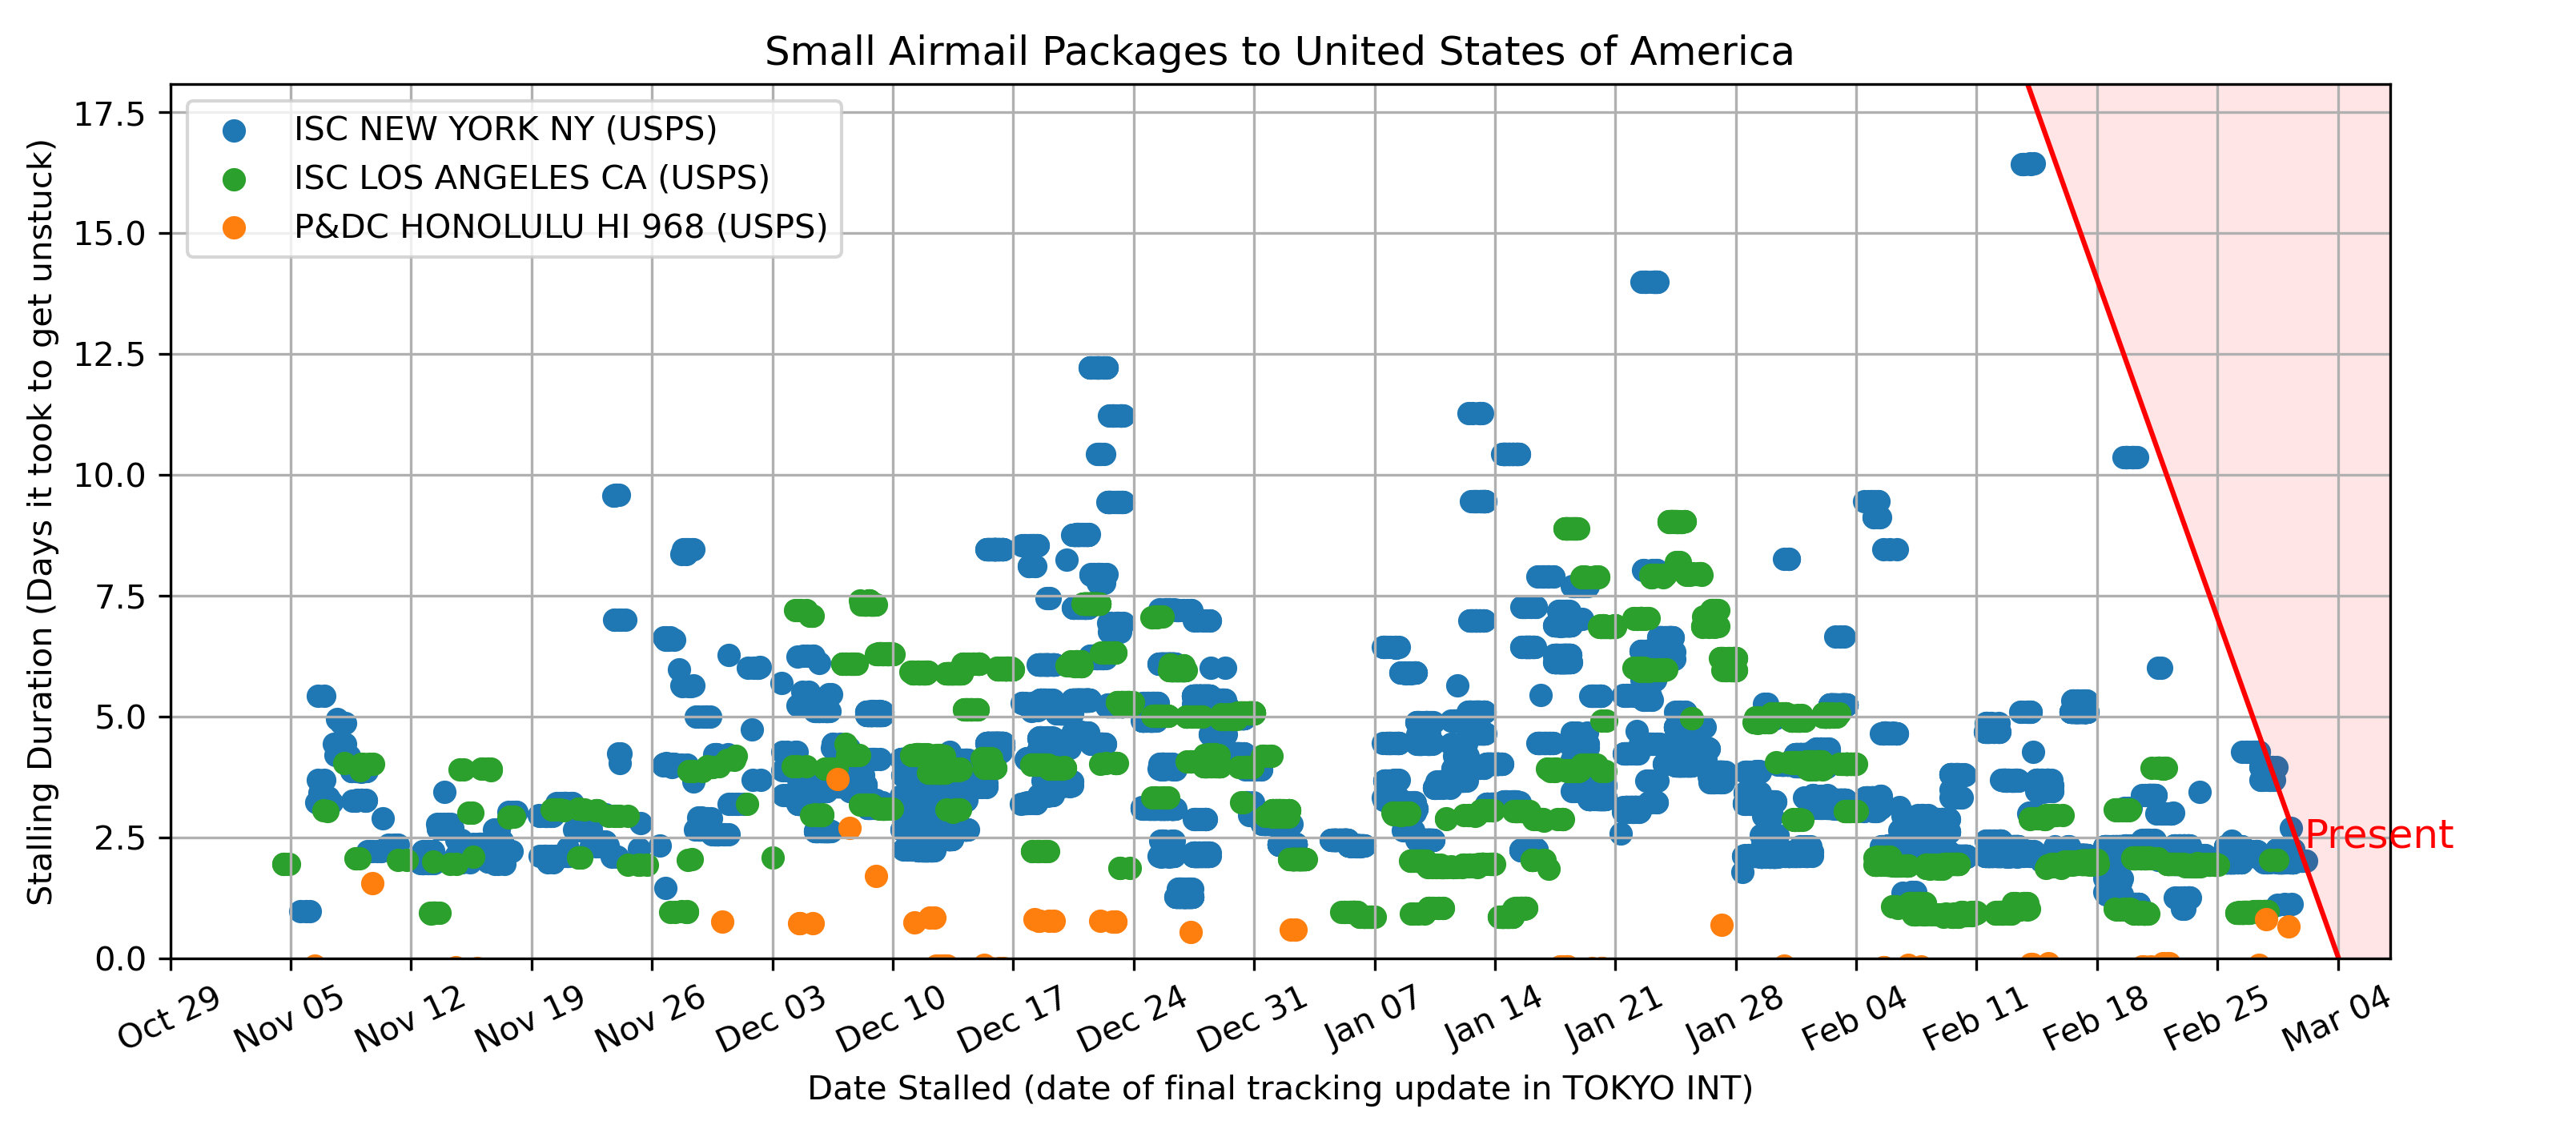 Small Airmail Packages to United States of America
ISC NEW YORK NY (USPS)
ISC LOS ANGELES CA (USPS)
P&DC HONOLULU HI 968 (USPS)
Stalling Duration (Days it took to get unstuck)
17.5
15.0
12.5
10.0
7.5
5.0
2.5
0.0
Present
Oct 29
Nov 05
Nov 12
Nov 19
Nov 26
Dec 03
Dec 10
Dec 17
Dec 24
Dec 31
Jan 07
Jan 14
Jan 21
Jan 28
Feb 04
Feb 11
Feb 18
Feb 25
Mar 04
Date Stalled (date of final tracking update in TOKYO INT)